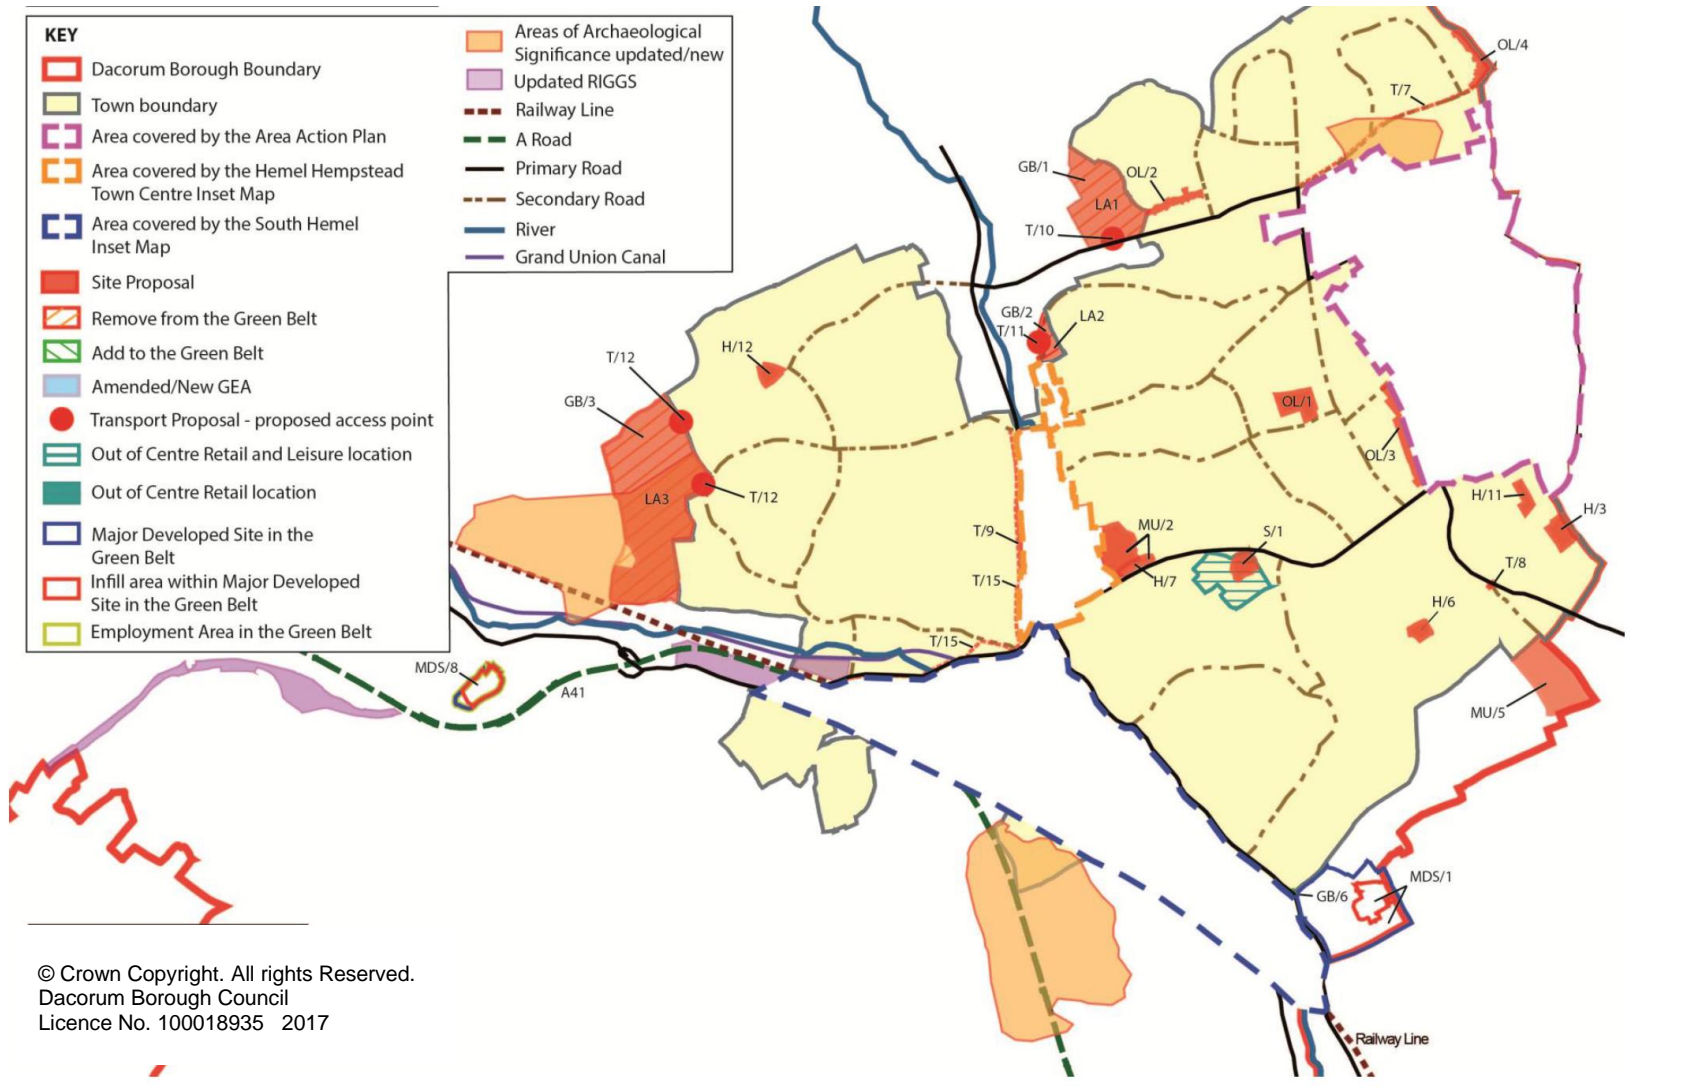 KEY
Dacorum Borough Boundary
Town boundary
Area covered by the Area Action Plan
Area covered by the Hemel Hempstead
Town Centre Inset Map
Area covered by the South Hemel
Inset Map
Site Proposal
Remove from the Green Belt
Add to the Green Belt
Amended/New GEA
Transport Proposal - proposed access point
Out of Centre Retail and Leisure location
Out of Centre Retail location
Major Developed Site in the
Green Belt
Infill area within Major Developed
Site in the Green Belt
Employment Area in the Green Belt
Areas of Archaeological
Significance updated/new
Updated RIGGS
Railway Line
A Road
Primary Road
Secondary Road
River
Grand Union Canal
OL/4
T/7
GB/1
OL/2
LA1
T/10
GB/2
LA2
T/11
H/12
T/12
GB/3
OL/1
OL/3
LA3
T/12
H/11
H/3
T/9
MU/2
S/1
T/15
H/7
T/8
H/6
T/15
MDS/8
A41
MU/5
MDS/1
GB/6
Railway Line
© Crown Copyright. All rights Reserved.
Dacorum Borough Council
Licence No. 100018935 2017